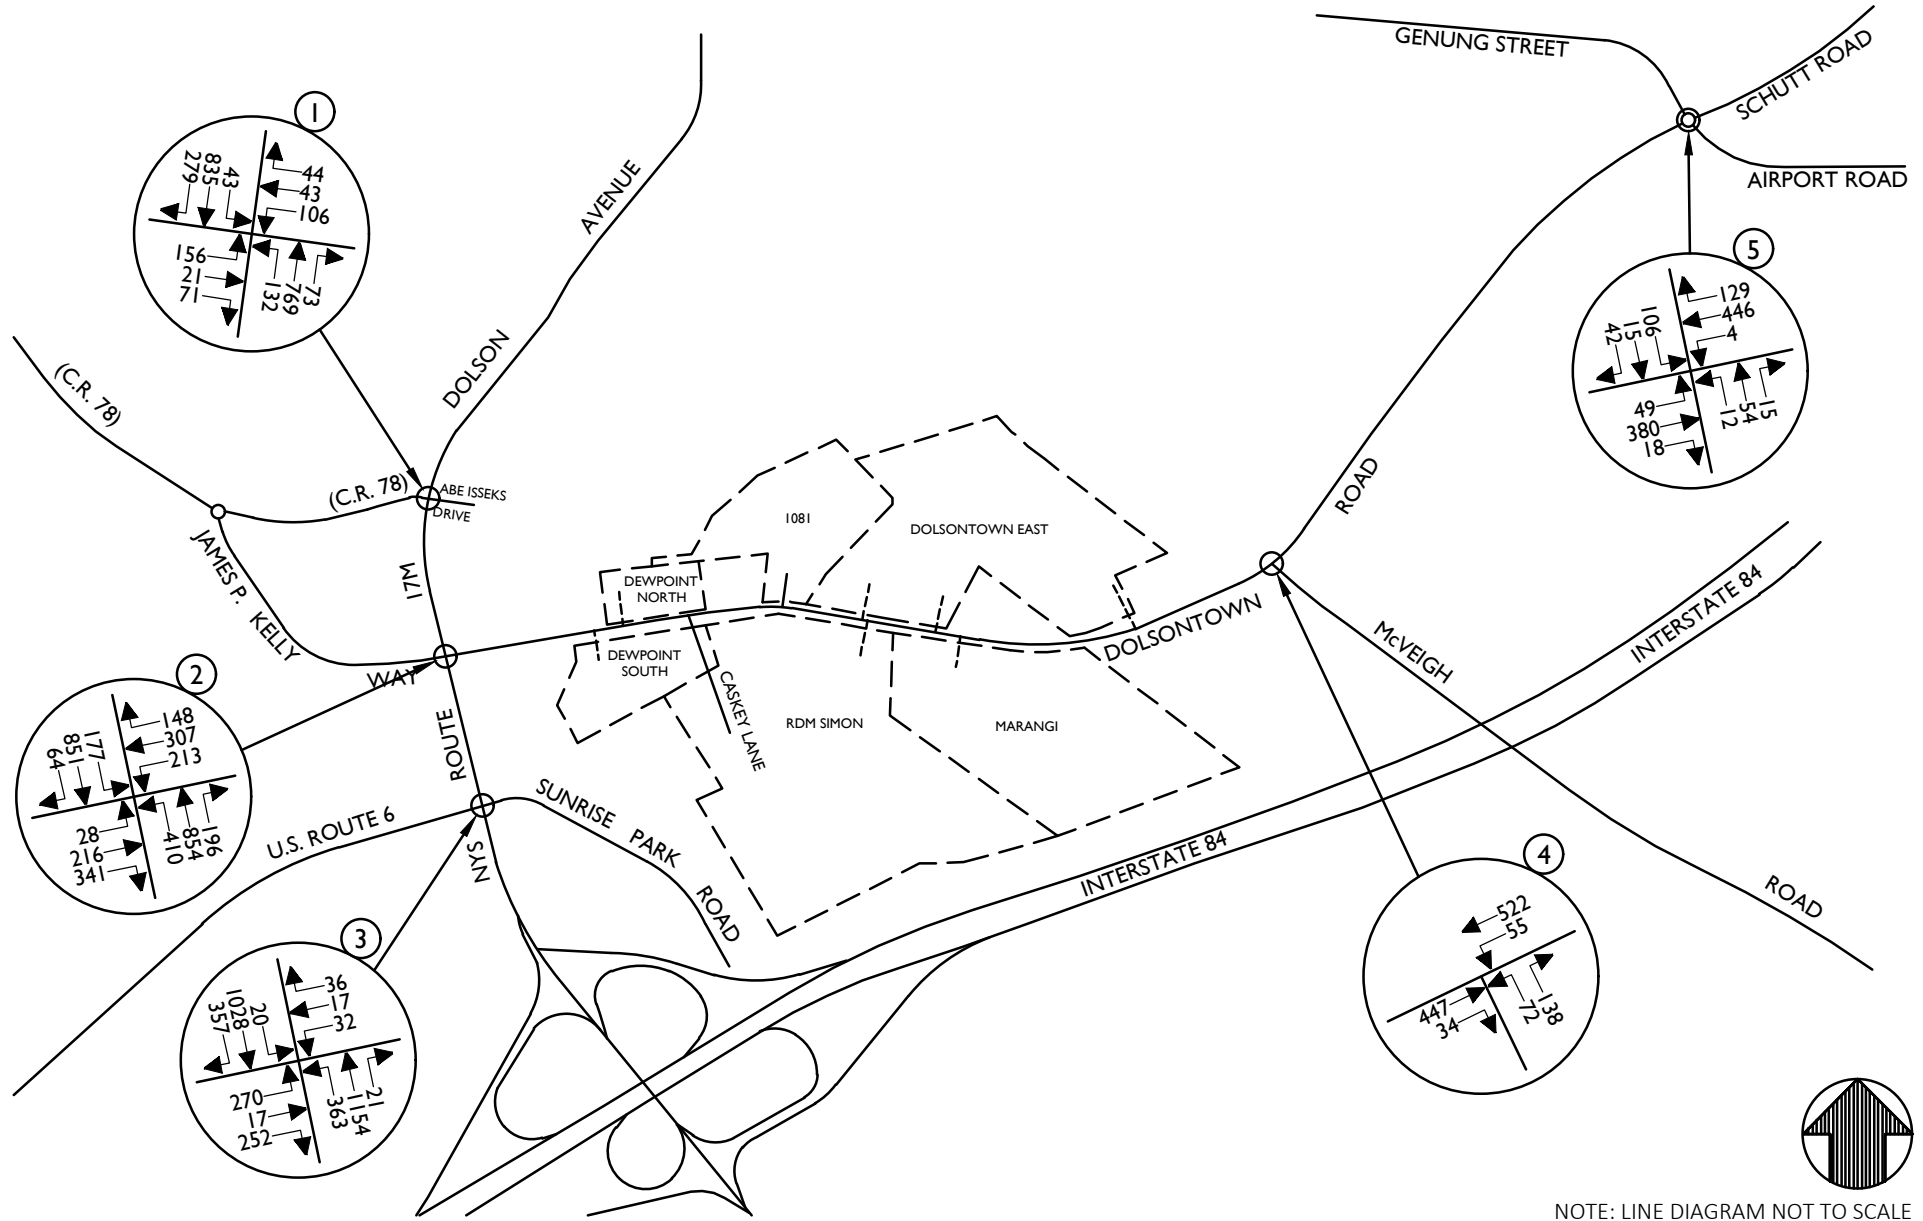 GENUNG STREET
SCHUTT ROAD
AIRPORT ROAD
1
279
835
43
44
43
106
156
21
71
132
769
73
DOLSON
AVENUE
5
42
15
106
129
446
4
49
380
18
12
54
15
(C.R. 78)
(C.R. 78)
ABE ISSEKS
DRIVE
JAMES P. KELLY
WAY
17M
ROUTE
NYS
1081
DOLSONTOWN EAST
DEWPOINT
NORTH
DEWPOINT
SOUTH
CASKEY LANE
RDM SIMON
MARANGI
DOLSONTOWN
ROAD
McVEIGH
ROAD
INTERSTATE 84
INTERSTATE 84
2
64
851
177
148
307
213
28
216
341
410
854
196
U.S. ROUTE 6
SUNRISE PARK ROAD
3
357
1028
20
36
17
32
270
17
252
363
1154
21
4
522
55
447
34
72
138
NOTE: LINE DIAGRAM NOT TO SCALE